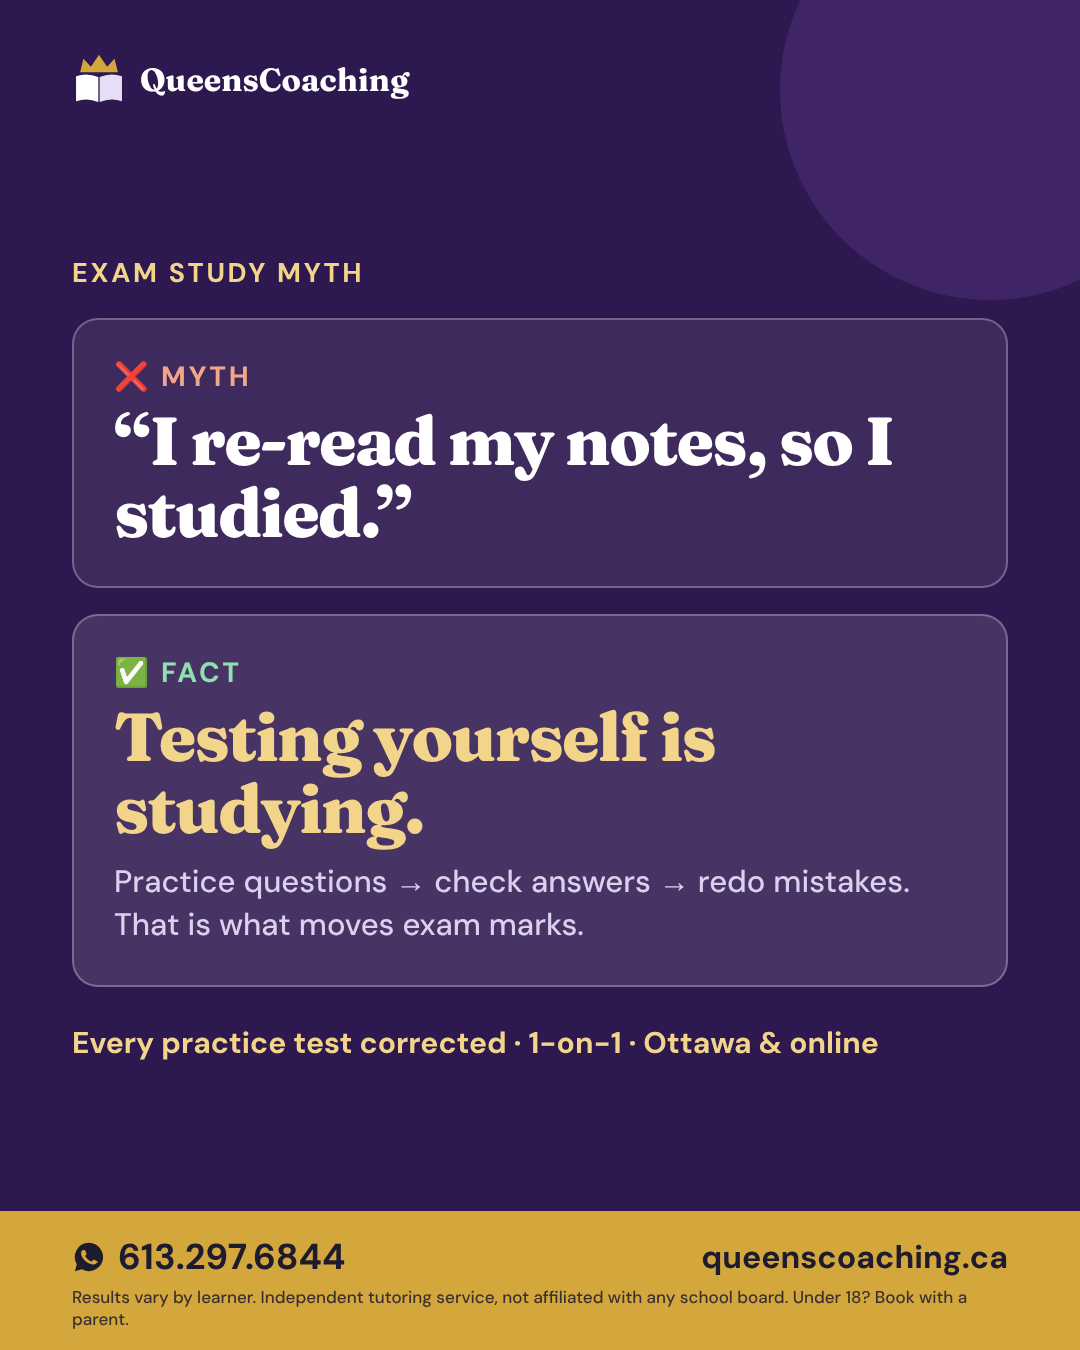 QueensCoaching
EXAM STUDY MYTH
❌ MYTH
“I re-read my notes, so I
studied.”
✅ FACT
Testing yourself is
studying.
Practice questions → check answers → redo mistakes.
That is what moves exam marks.
Every practice test corrected · 1-on-1 · Ottawa & online
613.297.6844
queenscoaching.ca
Results vary by learner. Independent tutoring service, not affiliated with any school board. Under 18? Book with a
parent.